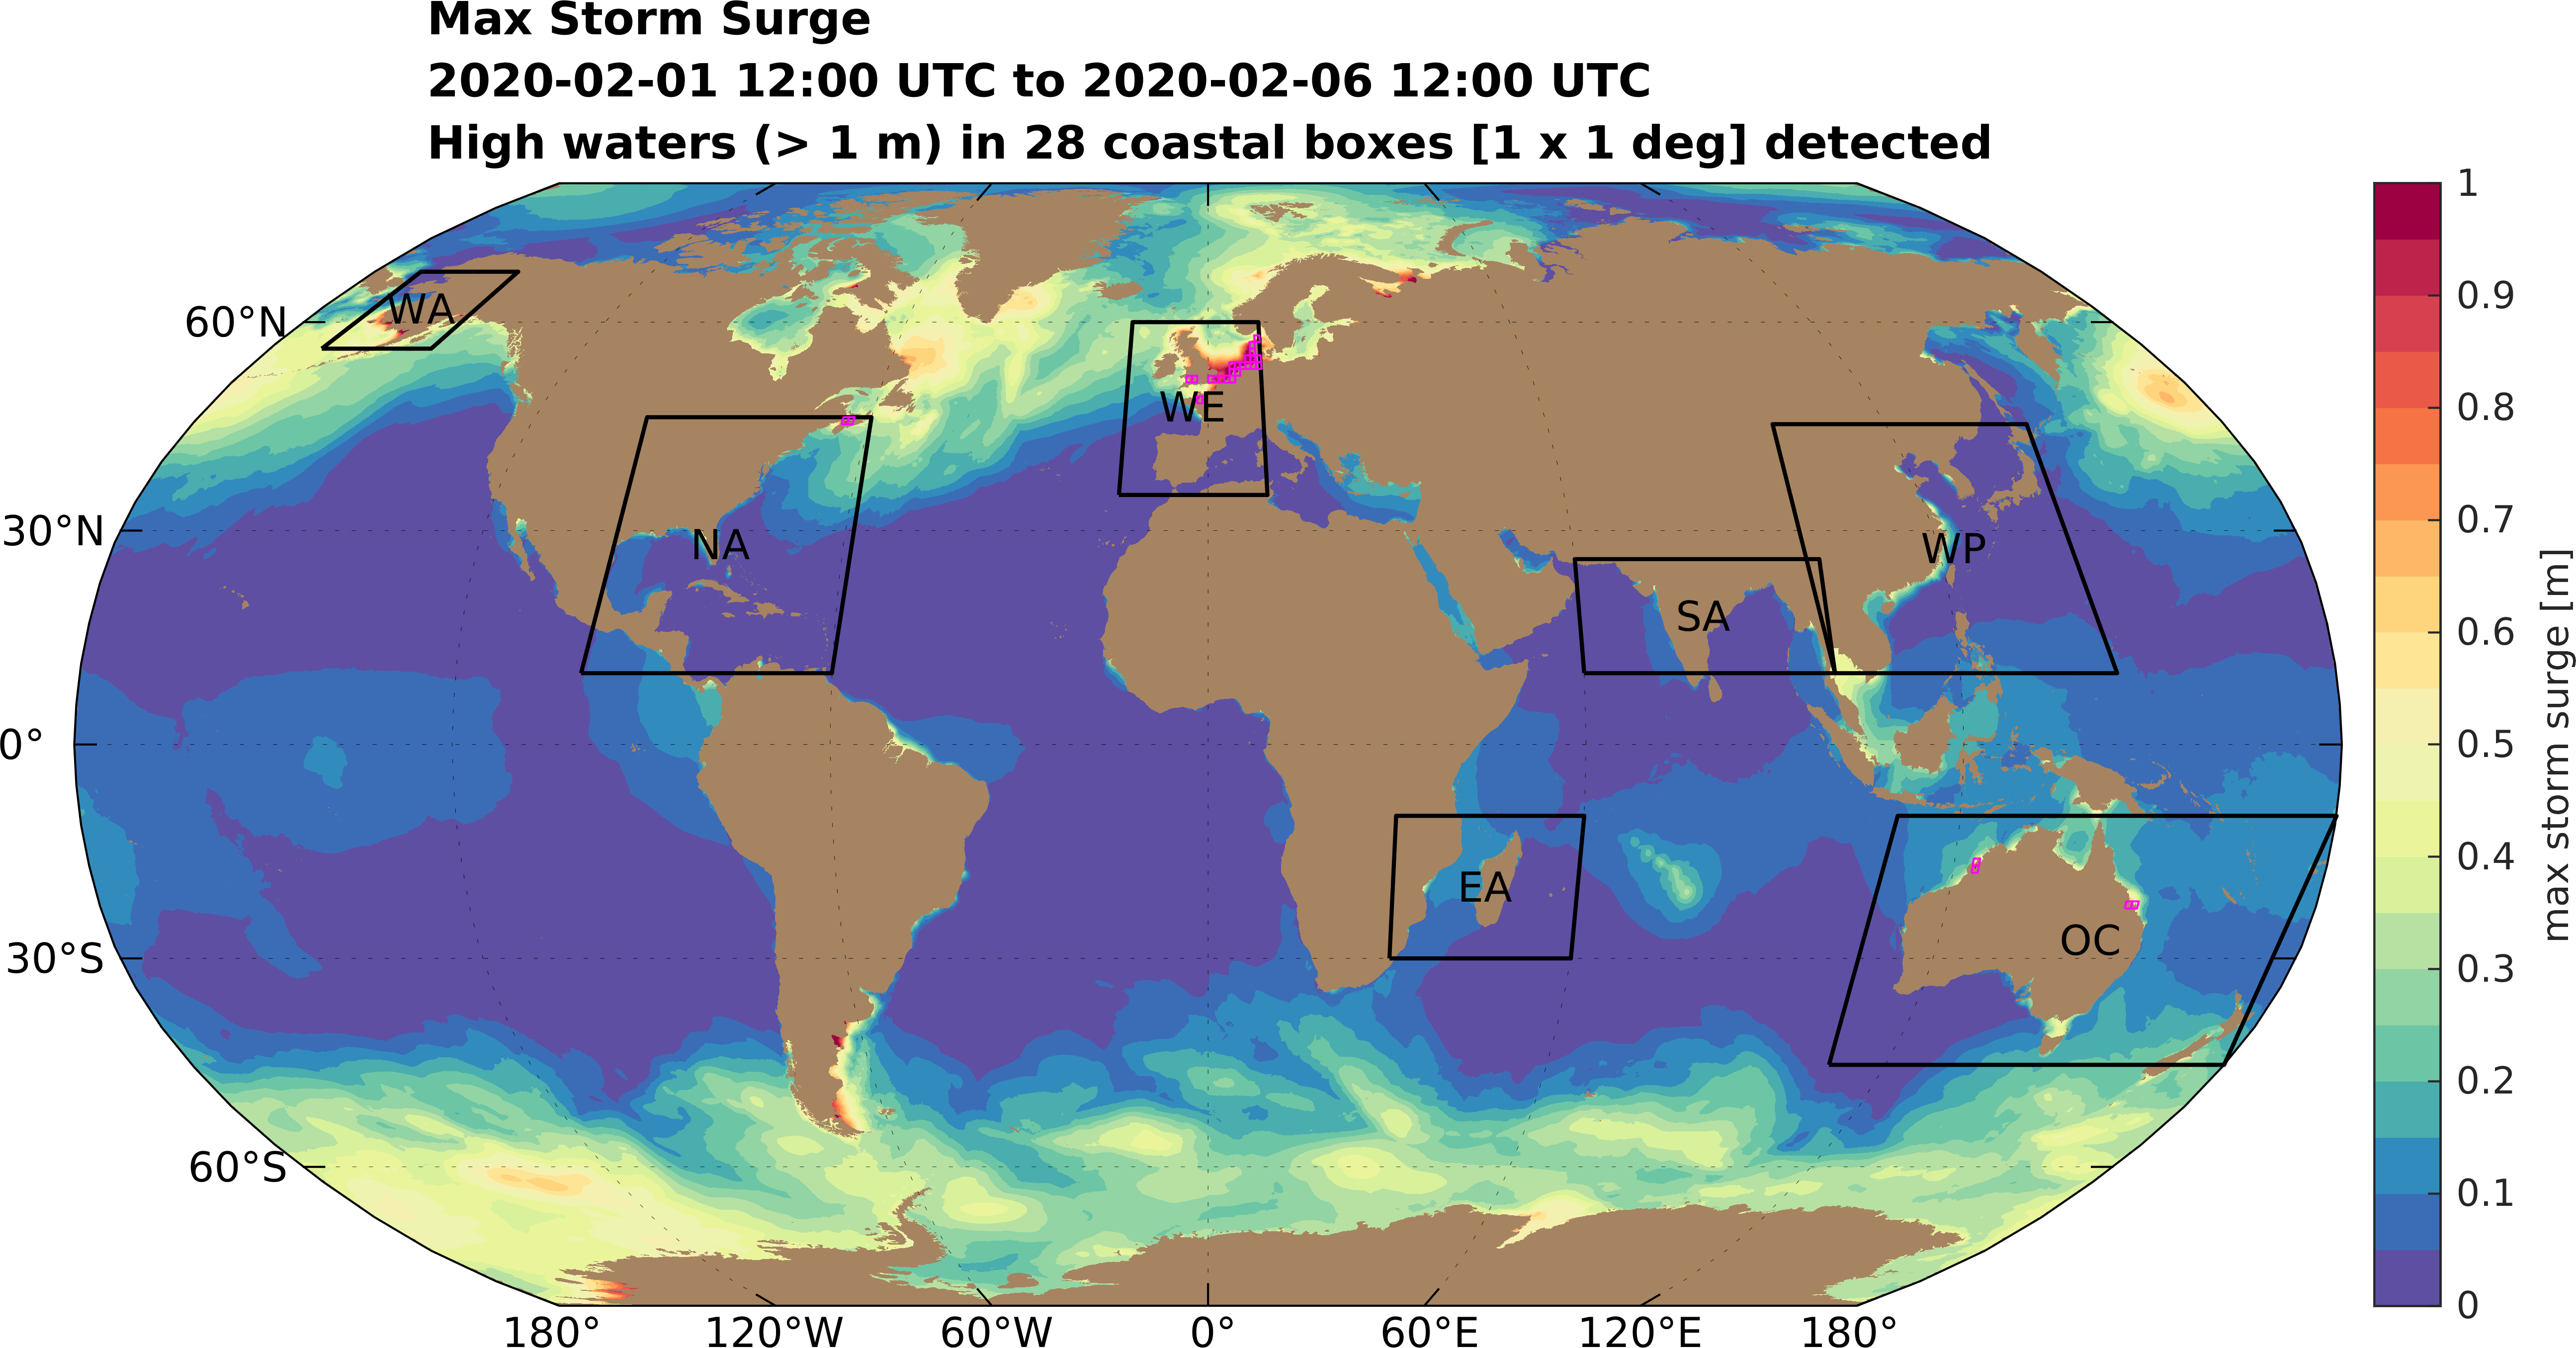 Max Storm Surge
2020-02-01 12:00 UTC to 2020-02-06 12:00 UTC
High waters (> 1 m) in 28 coastal boxes [1 x 1 deg] detected
60°N
30°N
0°
30°S
60°S
180°
120°W
60°W
0°
60°E
120°E
180°
WA
NA
WE
SA
WP
EA
OC
1
0.9
0.8
0.7
0.6
0.5
0.4
0.3
0.2
0.1
0
max storm surge [m]